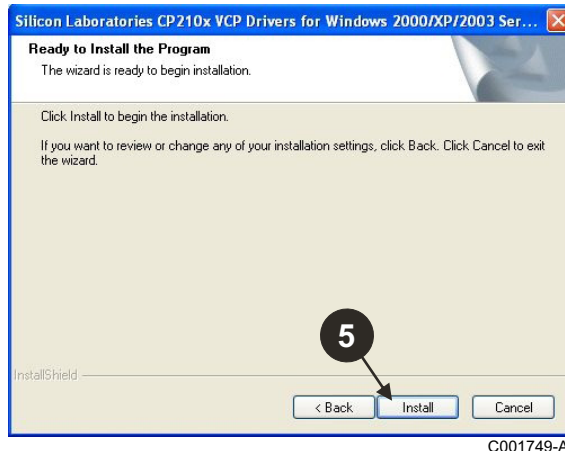 Silicon Laboratories CP210x VCP Drivers for Windows 2000/XP/2003 Ser...
Ready to Install the Program
The wizard is ready to begin installation.
Click Install to begin the installation.
If you want to review or change any of your installation settings, click Back. Click Cancel to exit
the wizard.
5
InstallShield
< Back Install Cancel
C001749-A